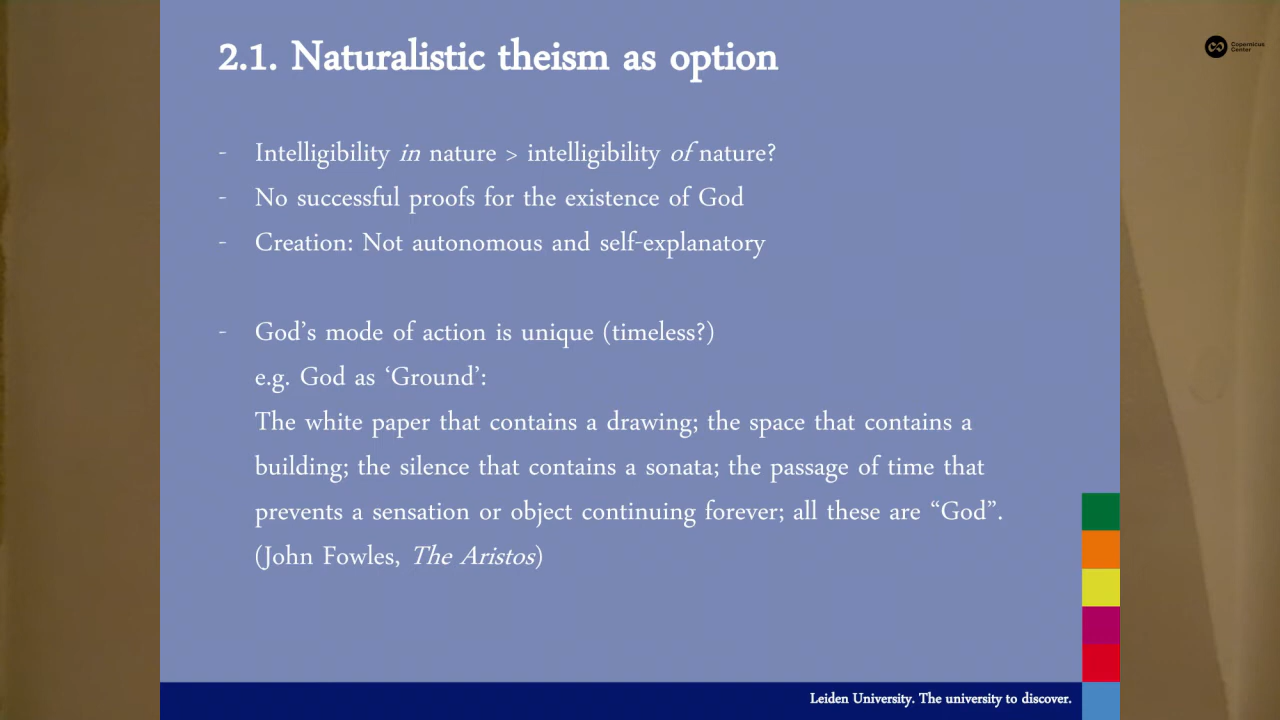 2.1. Naturalistic theism as option
Copernicus
Center
- Intelligibility in nature > intelligibility of nature?
- No successful proofs for the existence of God
- Creation: Not autonomous and self-explanatory
- God's mode of action is unique (timeless?)
e.g. God as ‘Ground’:
The white paper that contains a drawing; the space that contains a
building; the silence that contains a sonata; the passage of time that
prevents a sensation or object continuing forever; all these are “God”.
(John Fowles, The Aristos)
Leiden University. The university to discover.